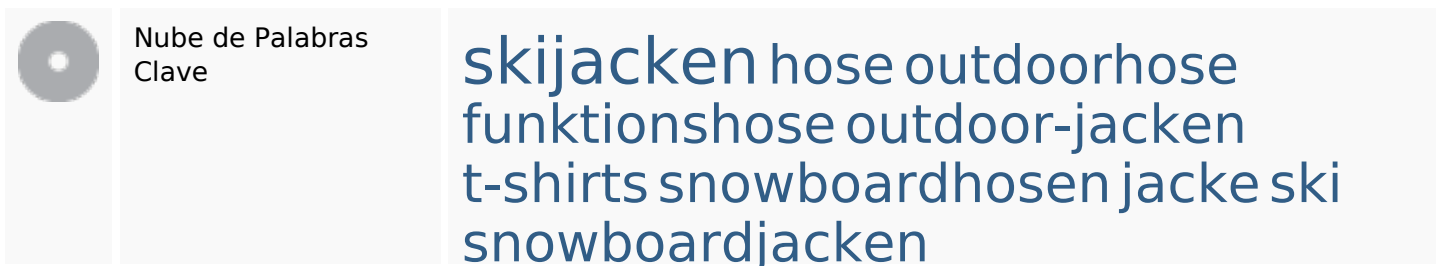 Nube de Palabras
Clave
skijacken hose outdoorhose
funktionshose outdoor-jacken
t-shirts snowboardhosen jacke ski
snowboardjacken